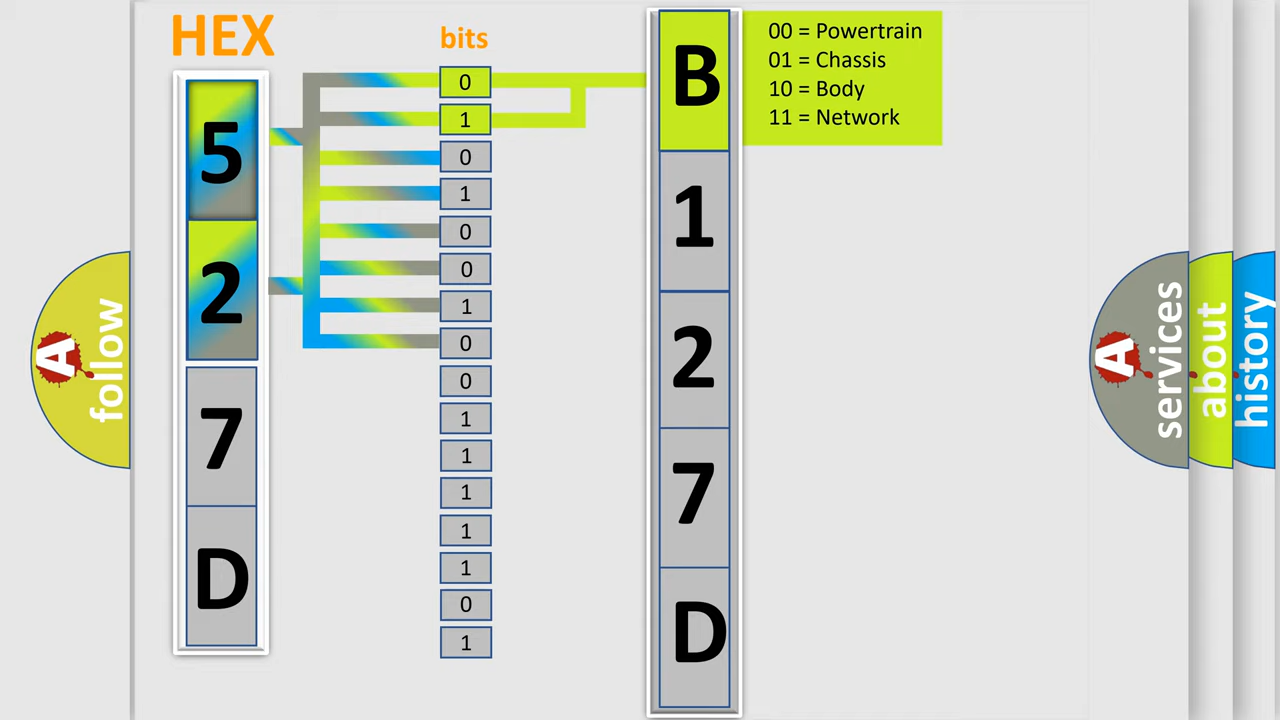 HEX
bits
5
2
7
D
0
1
0
1
0
0
1
0
0
1
1
1
1
1
0
1
B
1
2
7
D
00 = Powertrain
01 = Chassis
10 = Body
11 = Network
A
follow
A
services
about
history